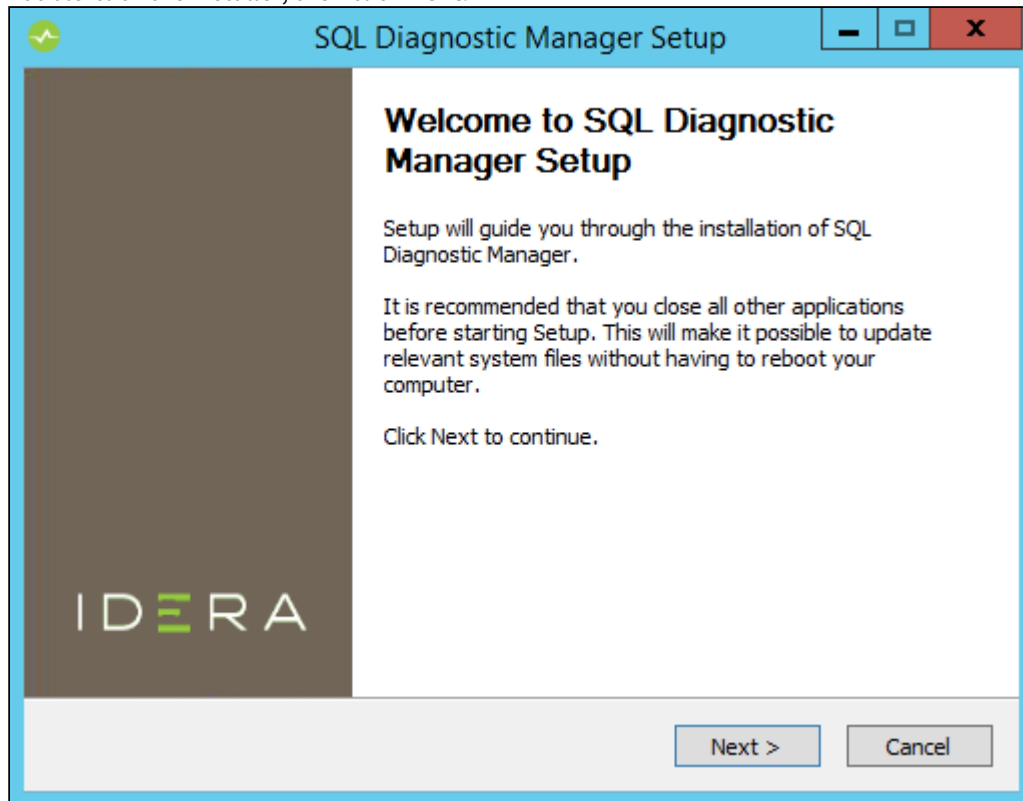 SQL Diagnostic Manager Setup
Welcome to SQL Diagnostic
Manager Setup
Setup will guide you through the installation of SQL
Diagnostic Manager.
It is recommended that you close all other applications
before starting Setup. This will make it possible to update
relevant system files without having to reboot your
computer.
Click Next to continue.
IDERA
Next >
Cancel